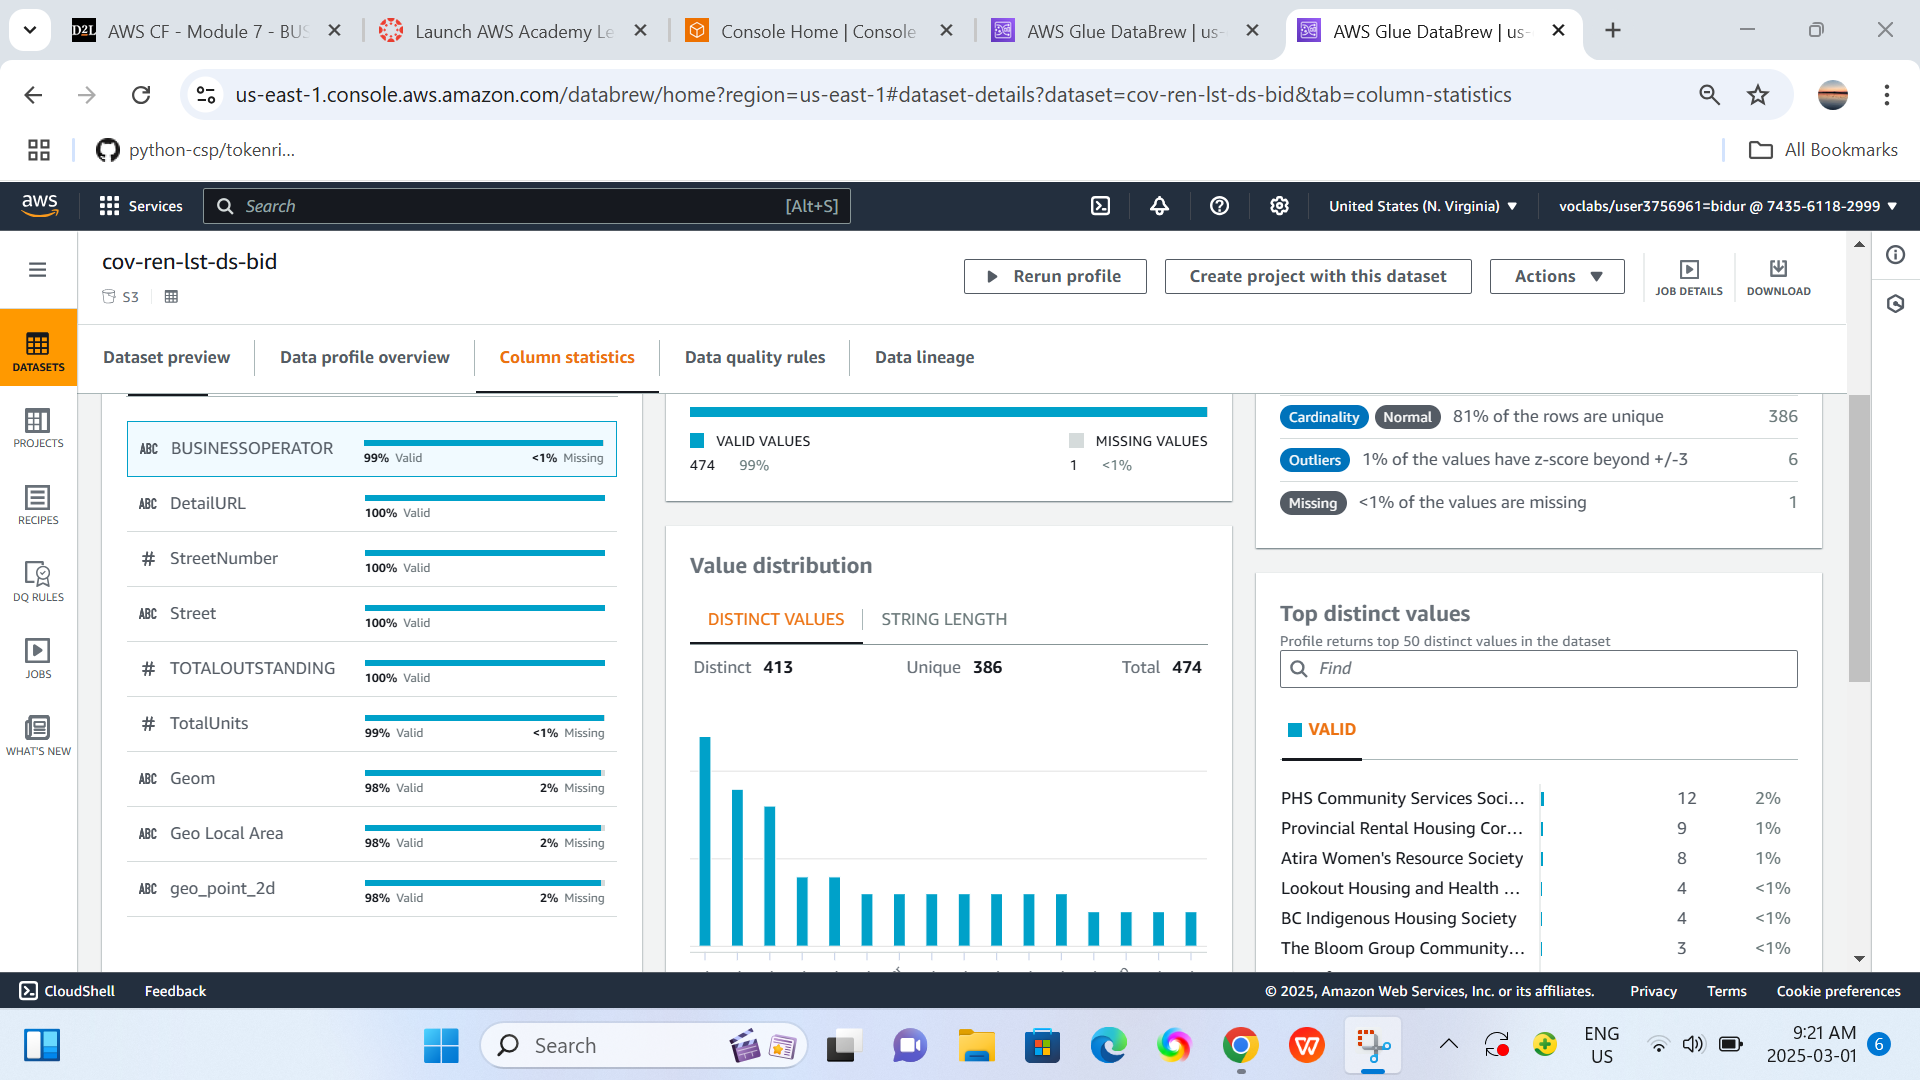 D2L AWS CF - Module 7 - BUS
Launch AWS Academy Le
Console Home | Console
AWS Glue DataBrew | us-
AWS Glue DataBrew | us-
us-east-1.console.aws.amazon.com/databrew/home?region=us-east-1#dataset-details?dataset=cov-ren-lst-ds-bid&tab=column-statistics
python-csp/tokenri...
All Bookmarks
aws Services Search [Alt+S] United States (N. Virginia) voclabs/user3756961=bidur @ 7435-6118-2999
cov-ren-lst-ds-bid
S3
Rerun profile
Create project with this dataset
Actions
JOB DETAILS
DOWNLOAD
DATASETS
PROJECTS
RECIPES
DQ RULES
JOBS
WHAT'S NEW
Dataset preview
Data profile overview
Column statistics
Data quality rules
Data lineage
ABC BUSINESSOPERATOR
99% Valid <1% Missing
ABC DetailURL
100% Valid
# StreetNumber
100% Valid
ABC Street
100% Valid
# TOTALOUTSTANDING
100% Valid
# TotalUnits
99% Valid <1% Missing
ABC Geom
98% Valid 2% Missing
ABC Geo Local Area
98% Valid 2% Missing
ABC geo_point_2d
98% Valid 2% Missing
VALID VALUES MISSING VALUES
474 99% 1 <1%
Value distribution
DISTINCT VALUES STRING LENGTH
Distinct 413 Unique 386 Total 474
Cardinality Normal 81% of the rows are unique 386
Outliers 1% of the values have z-score beyond +/-3 6
Missing <1% of the values are missing 1
Top distinct values
Profile returns top 50 distinct values in the dataset
Find
VALID
PHS Community Services Soci... 12 2%
Provincial Rental Housing Cor... 9 1%
Atira Women's Resource Society 8 1%
Lookout Housing and Health ... 4 <1%
BC Indigenous Housing Society 4 <1%
The Bloom Group Community... 3 <1%
CloudShell Feedback © 2025, Amazon Web Services, Inc. or its affiliates. Privacy Terms Cookie preferences
Search
ENG
US
9:21 AM
2025-03-01
6